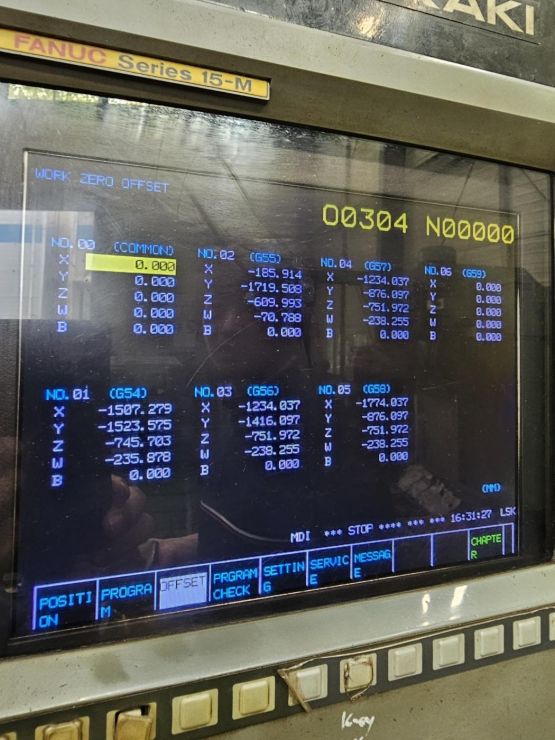 RAKI
FANUC Series 15-M
WORK ZERO OFFSET
O0304 N00000
NO.00 (COMMON) NO.02 (G55) NO.04 (G57) NO.06 (G59)
X 0.000 X -185.914 X -1234.037 X 0.000
Y 0.000 Y -1719.508 Y -876.097 Y 0.000
Z 0.000 Z -609.993 Z -751.972 Z 0.000
W 0.000 W -70.788 W -238.255 W 0.000
B 0.000 B 0.000 B 0.000 B 0.000
NO.01 (G54) NO.03 (G56) NO.05 (G58)
X -1507.279 X -1234.037 X -1774.037
Y -1523.575 Y -1416.097 Y -876.097
Z -745.703 Z -751.972 Z -751.972
W -235.878 W -238.255 W -238.255
B 0.000 B 0.000 B 0.000
(MM)
MDI *** STOP **** *** *** 16:31:27 LSK
POSITI PROGRA OFFSET PRGRAM SETTIN SERVIC MESSAG CHAPTE
ON M CHECK G E E R